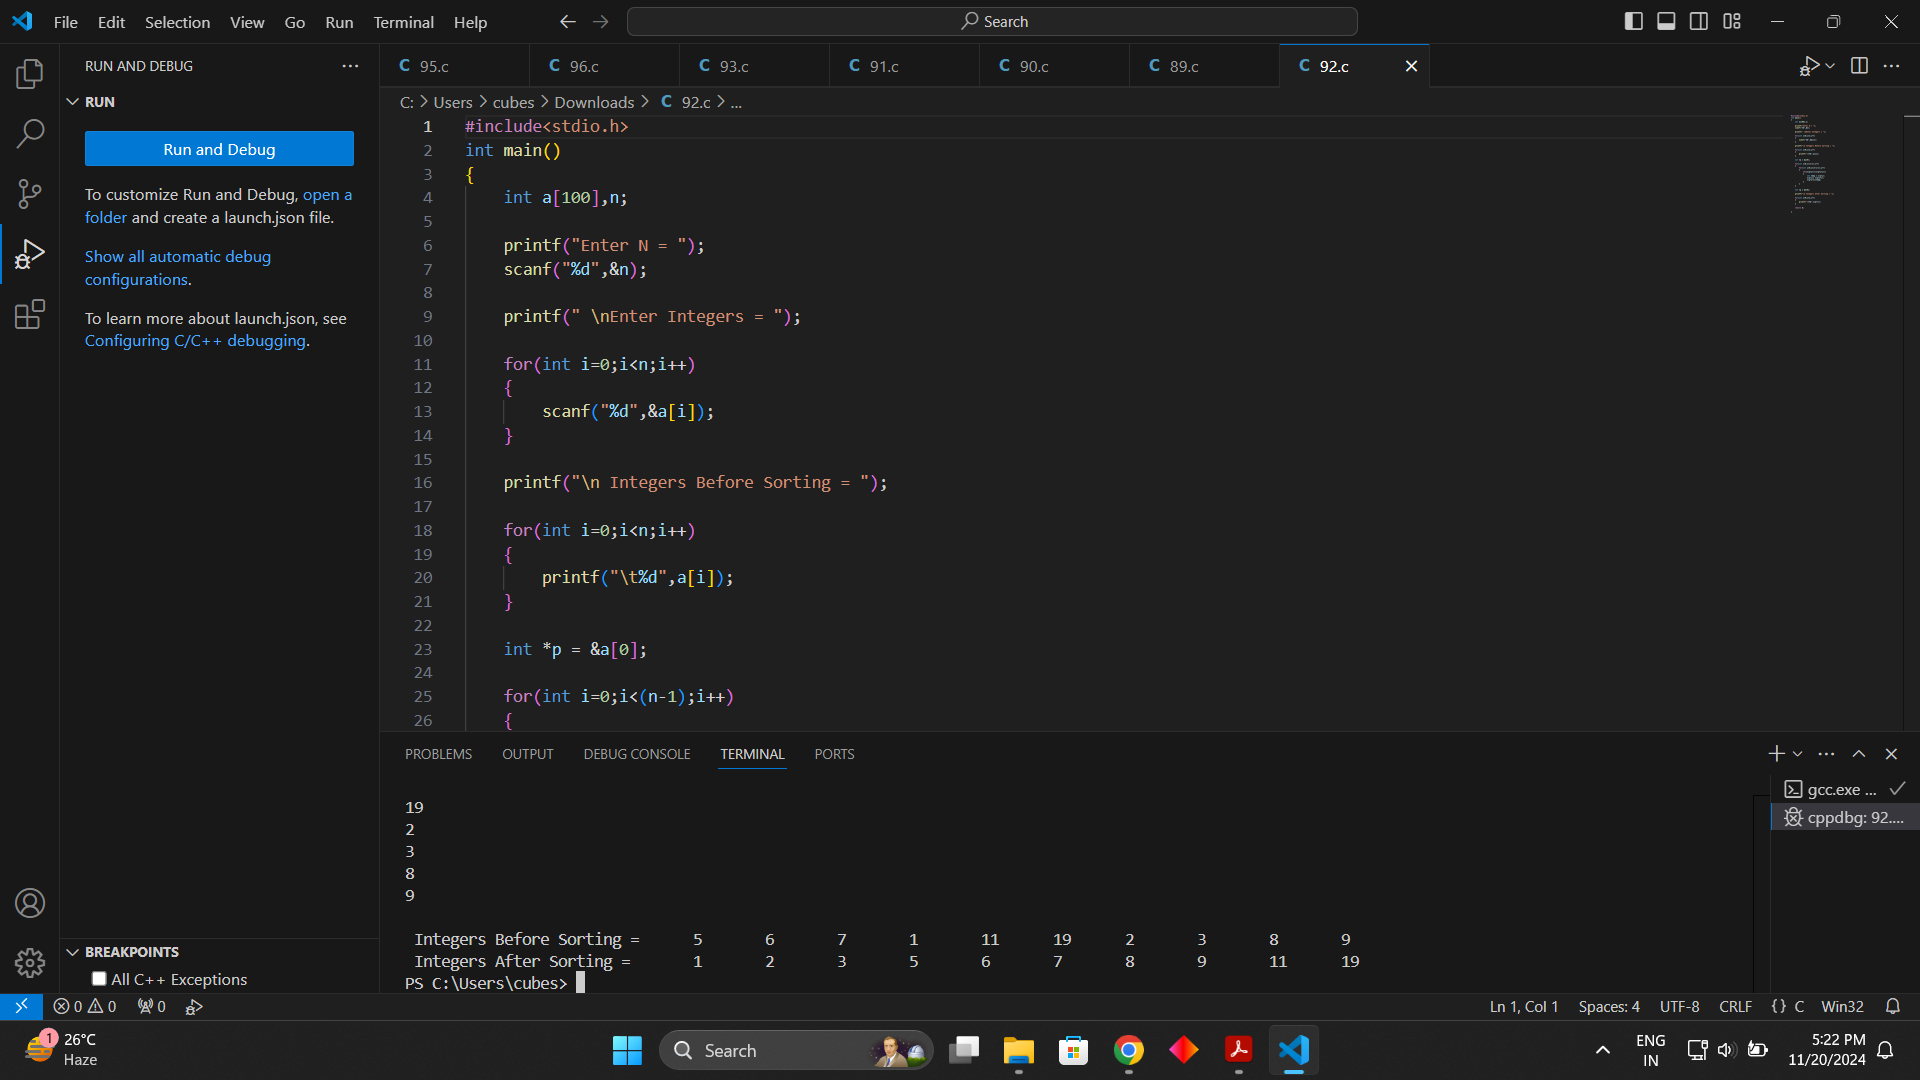 File Edit Selection View Go Run Terminal Help
Search
RUN AND DEBUG
RUN
Run and Debug
To customize Run and Debug, open a
folder and create a launch.json file.
Show all automatic debug
configurations.
To learn more about launch.json, see
Configuring C/C++ debugging.
BREAKPOINTS
All C++ Exceptions
C 95.c C 96.c C 93.c C 91.c C 90.c C 89.c C 92.c
C: > Users > cubes > Downloads > C 92.c > ...
1 #include<stdio.h>
2 int main()
3 {
4 int a[100],n;
5
6 printf("Enter N = ");
7 scanf("%d",&n);
8
9 printf(" \nEnter Integers = ");
10
11 for(int i=0;i<n;i++)
12 {
13 scanf("%d",&a[i]);
14 }
15
16 printf("\n Integers Before Sorting = ");
17
18 for(int i=0;i<n;i++)
19 {
20 printf("\t%d",a[i]);
21 }
22
23 int *p = &a[0];
24
25 for(int i=0;i<(n-1);i++)
26 {
PROBLEMS OUTPUT DEBUG CONSOLE TERMINAL PORTS
19
2
3
8
9
Integers Before Sorting = 5 6 7 1 11 19 2 3 8 9
Integers After Sorting = 1 2 3 5 6 7 8 9 11 19
PS C:\Users\cubes>
gcc.exe ...
cppdbg: 92....
0 0 0
Ln 1, Col 1 Spaces: 4 UTF-8 CRLF {} C Win32
1
26°C
Haze
Search
ENG
IN
5:22 PM
11/20/2024